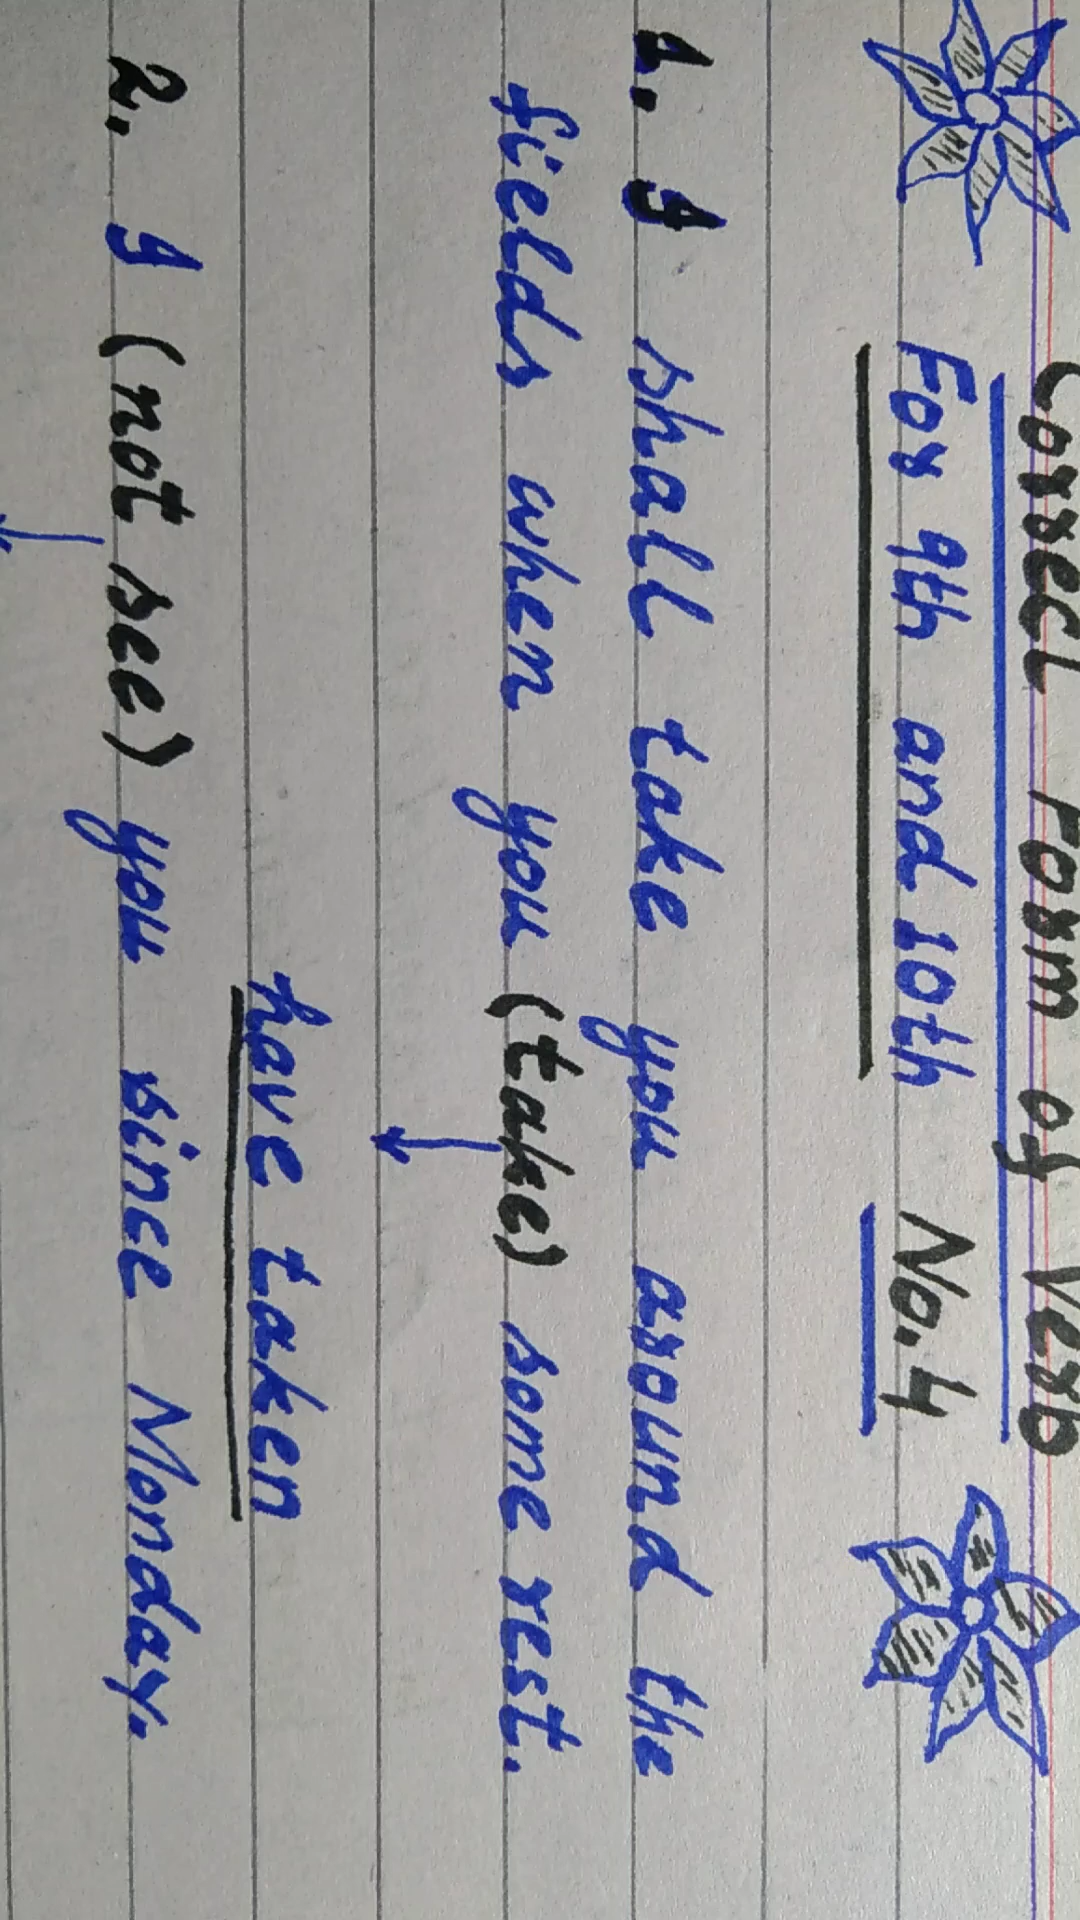 Correct Form of Verb
For 9th and 10th No.4
1. I shall take you around the
fields when you (take) some rest.
have taken
2. I (not see) you since Monday.